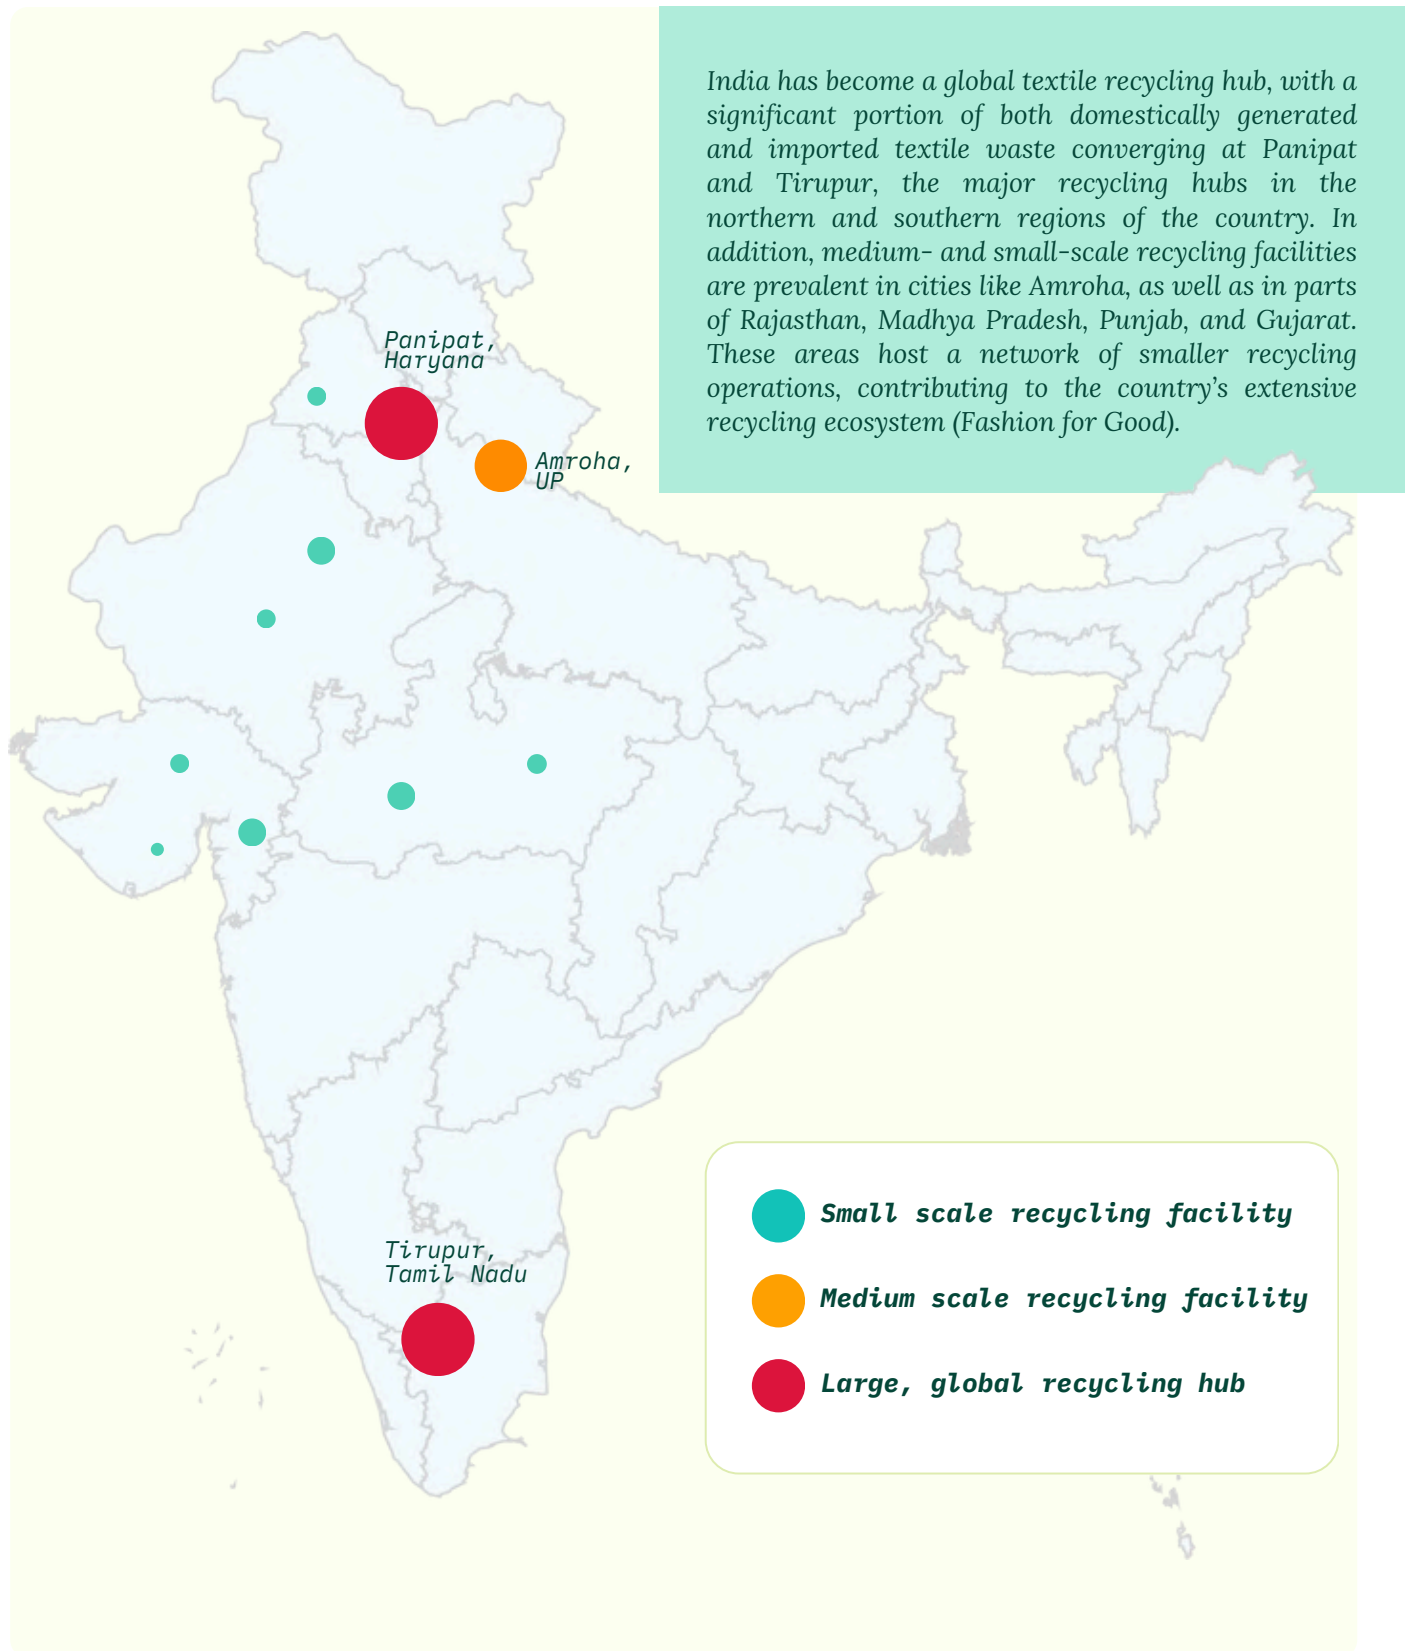 India has become a global textile recycling hub, with a
significant portion of both domestically generated
and imported textile waste converging at Panipat
and Tirupur, the major recycling hubs in the
northern and southern regions of the country. In
addition, medium- and small-scale recycling facilities
are prevalent in cities like Amroha, as well as in parts
of Rajasthan, Madhya Pradesh, Punjab, and Gujarat.
These areas host a network of smaller recycling
operations, contributing to the country’s extensive
recycling ecosystem (Fashion for Good).
Panipat,
Haryana
Amroha,
UP
Tirupur,
Tamil Nadu
Small scale recycling facility
Medium scale recycling facility
Large, global recycling hub